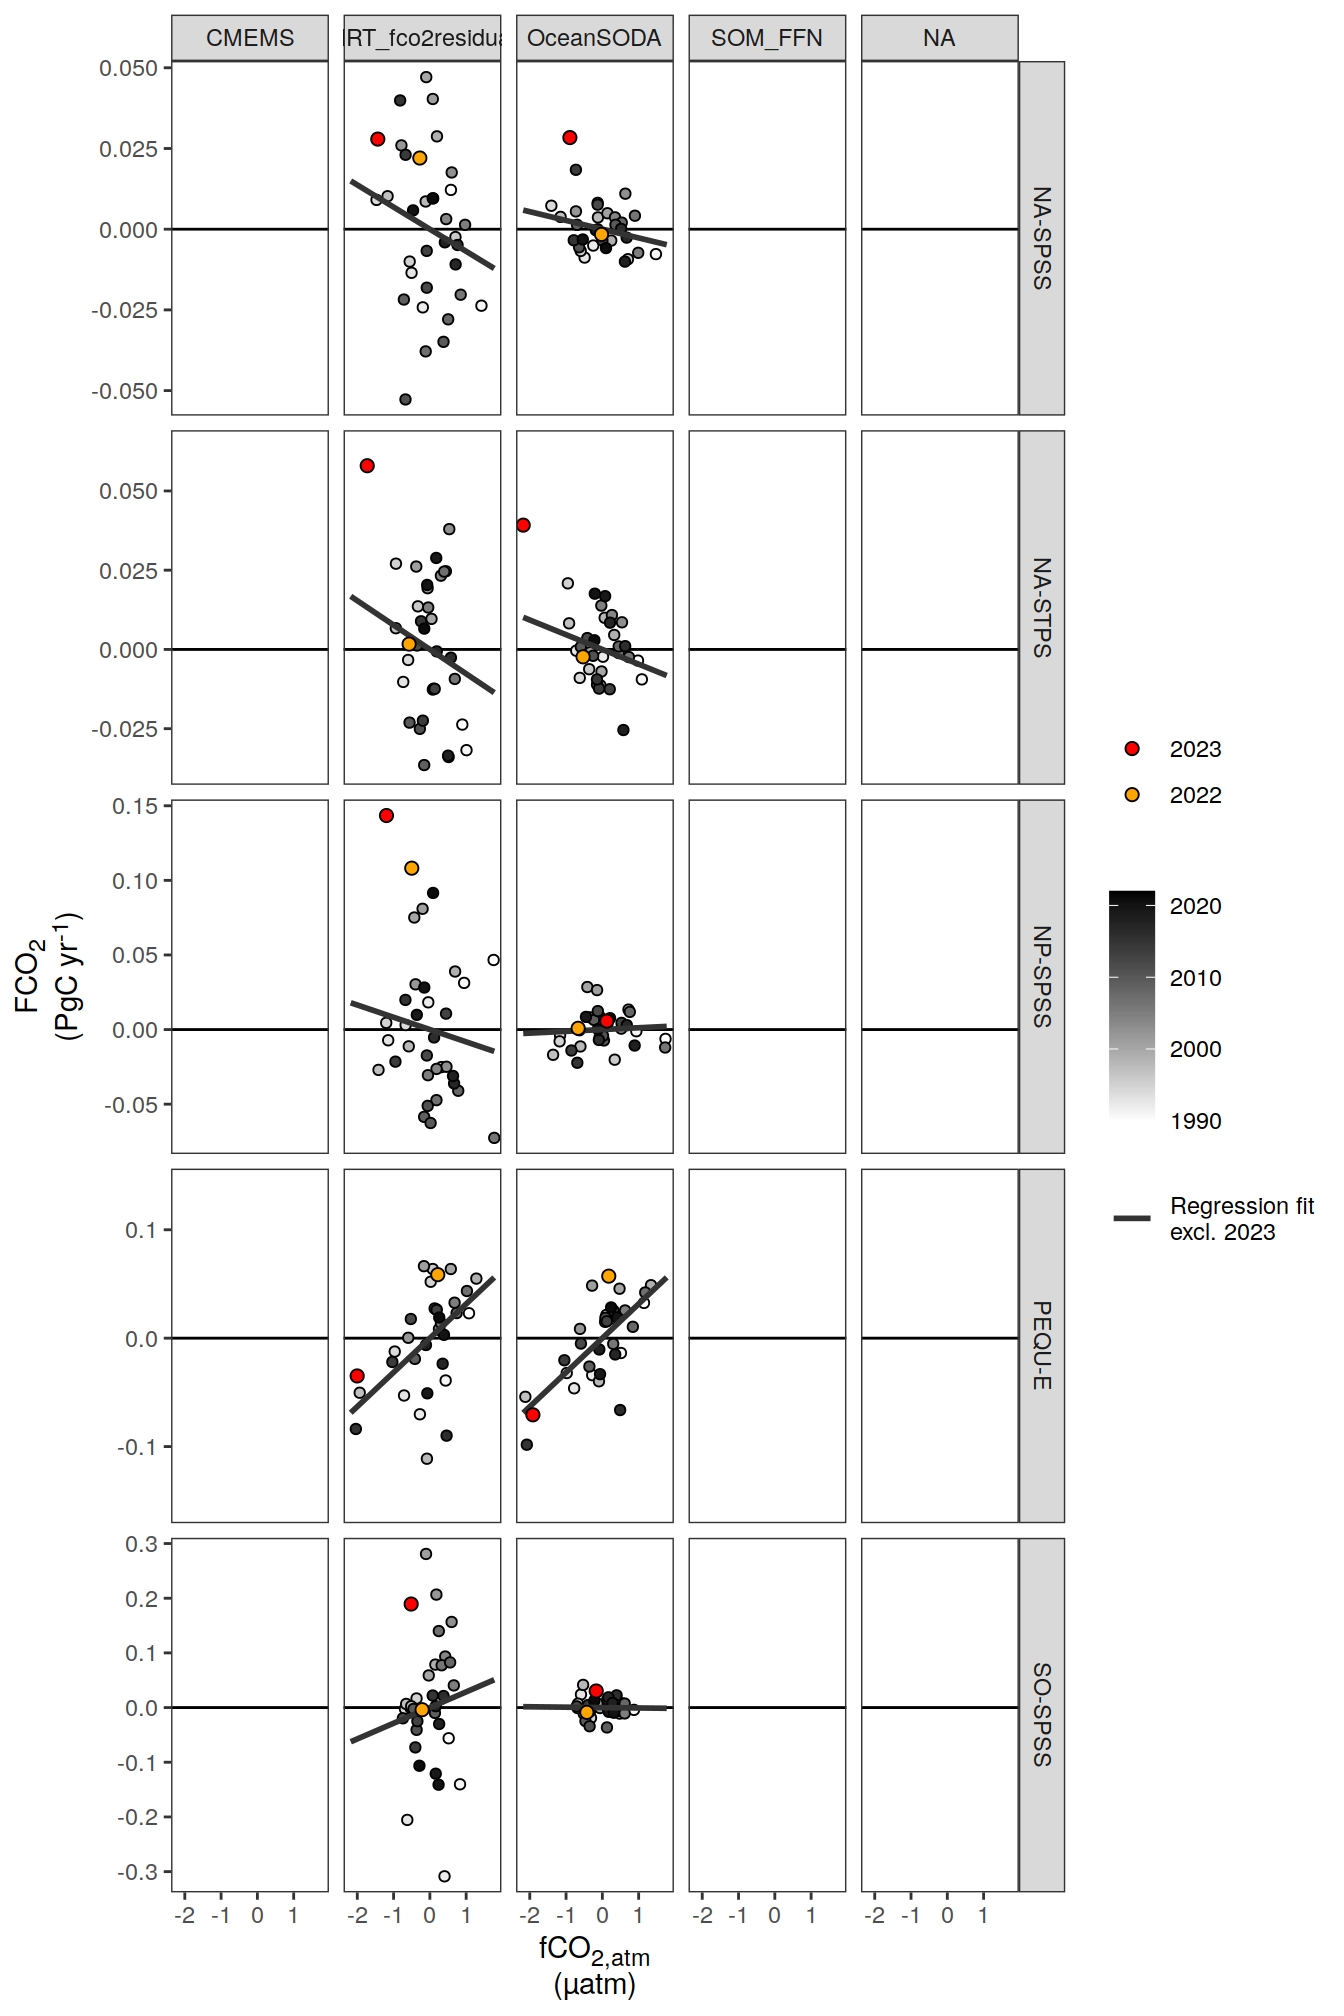 CMEMS IRT_fco2residua OceanSODA SOM_FFN NA
0.050
0.025
0.000
-0.025
-0.050
NA-SPSS
0.050
0.025
0.000
-0.025
NA-STPS
0.15
0.10
0.05
0.00
-0.05
NP-SPSS
0.1
0.0
-0.1
PEQU-E
0.3
0.2
0.1
0.0
-0.1
-0.2
-0.3
SO-SPSS
-2 -1 0 1 -2 -1 0 1 -2 -1 0 1 -2 -1 0 1 -2 -1 0 1
fCO2,atm
(µatm)
FCO2
(PgC yr-1)
2023
2022
2020
2010
2000
1990
Regression fit
excl. 2023